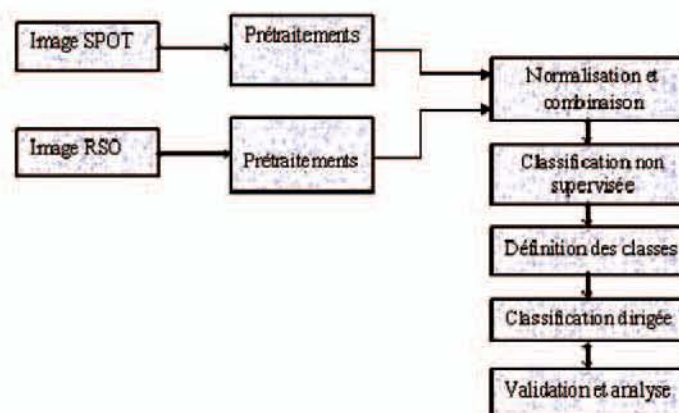 Image SPOT
Prétraitements
Image RSO
Prétraitements
Normalisation et
combinaison
Classification non
supervisée
Définition des classes
Classification dirigée
Validation et analyse